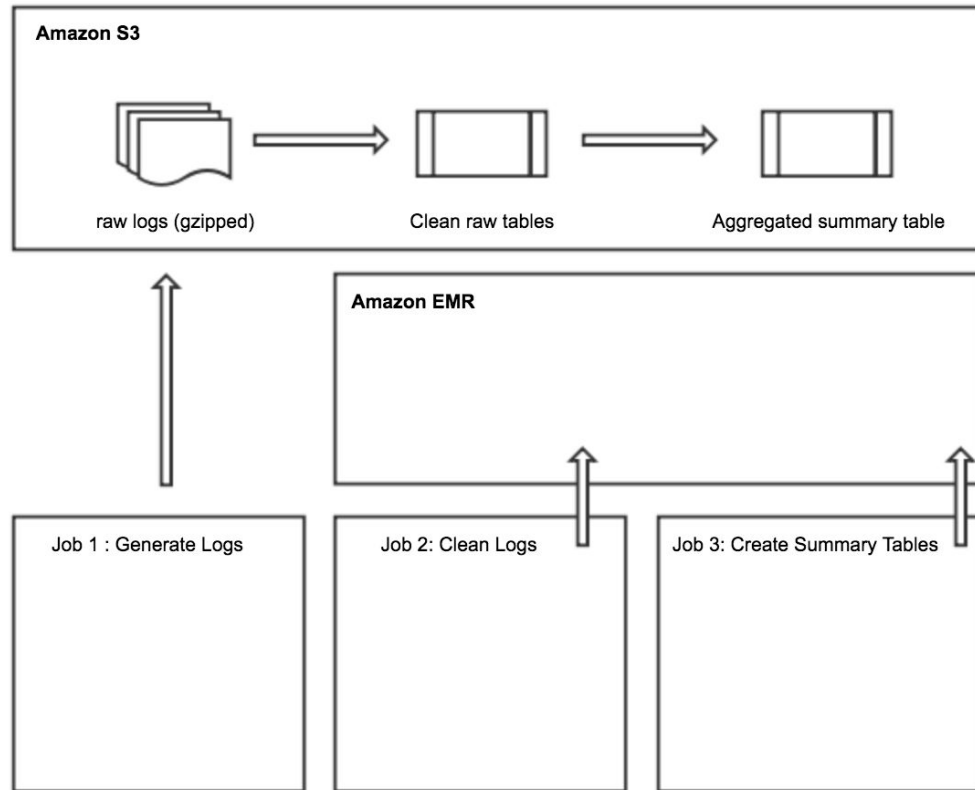 Amazon S3
raw logs (gzipped)
Clean raw tables
Aggregated summary table
Amazon EMR
Job 1 : Generate Logs
Job 2: Clean Logs
Job 3: Create Summary Tables